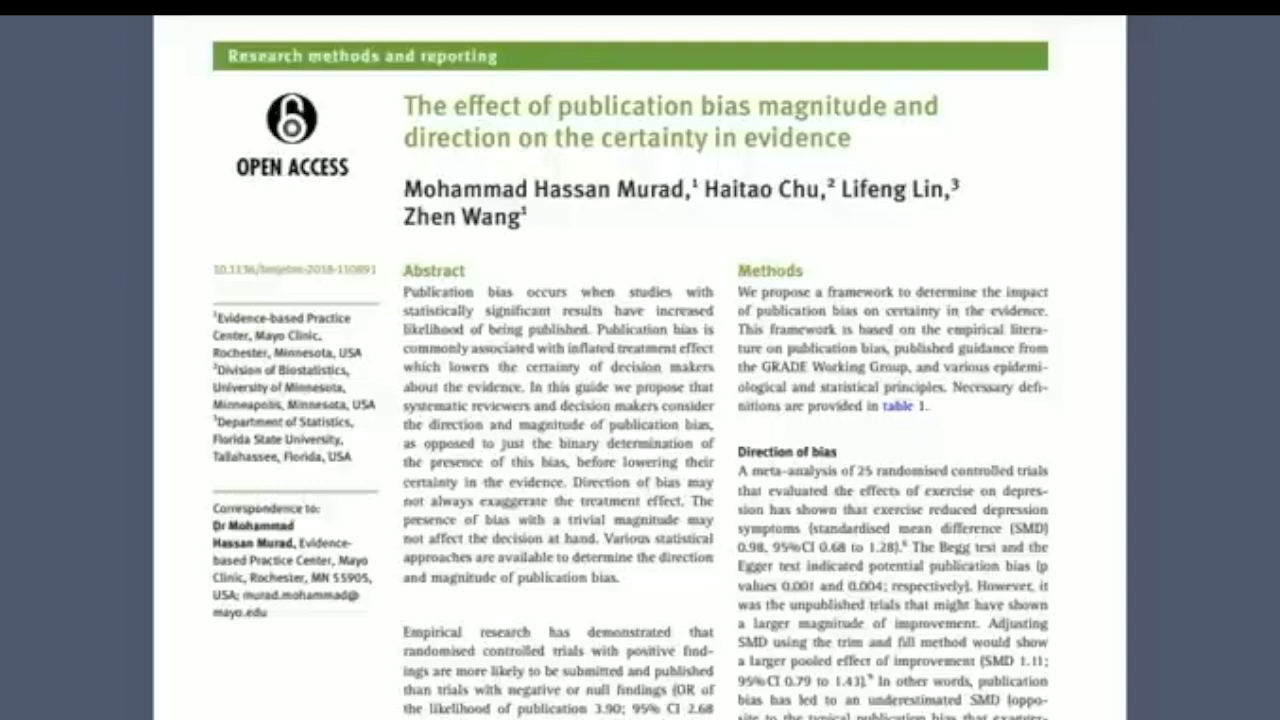 Research methods and reporting
OPEN ACCESS
The effect of publication bias magnitude and
direction on the certainty in evidence
Mohammad Hassan Murad,¹ Haitao Chu,² Lifeng Lin,³
Zhen Wang¹
10.1136/bmjebm-2018-110891
¹Evidence-based Practice
Center, Mayo Clinic,
Rochester, Minnesota, USA
²Division of Biostatistics,
University of Minnesota,
Minneapolis, Minnesota, USA
³Department of Statistics,
Florida State University,
Tallahassee, Florida, USA
Correspondence to:
Dr Mohammad
Hassan Murad, Evidence-
based Practice Center, Mayo
Clinic, Rochester, MN 55905,
USA; murad.mohammad@
mayo.edu
Abstract
Publication bias occurs when studies with
statistically significant results have increased
likelihood of being published. Publication bias is
commonly associated with inflated treatment effect
which lowers the certainty of decision makers
about the evidence. In this guide we propose that
systematic reviewers and decision makers consider
the direction and magnitude of publication bias,
as opposed to just the binary determination of
the presence of this bias, before lowering their
certainty in the evidence. Direction of bias may
not always exaggerate the treatment effect. The
presence of bias with a trivial magnitude may
not affect the decision at hand. Various statistical
approaches are available to determine the direction
and magnitude of publication bias.
Empirical research has demonstrated that
randomised controlled trials with positive find-
ings are more likely to be submitted and published
than trials with negative or null findings (OR of
the likelihood of publication 3.90; 95% CI 2.68
Methods
We propose a framework to determine the impact
of publication bias on certainty in the evidence.
This framework is based on the empirical litera-
ture on publication bias, published guidance from
the GRADE Working Group, and various epidemi-
ological and statistical principles. Necessary defi-
nitions are provided in table 1.
Direction of bias
A meta-analysis of 25 randomised controlled trials
that evaluated the effects of exercise on depres-
sion has shown that exercise reduced depression
symptoms (standardised mean difference (SMD)
0.98, 95%CI 0.68 to 1.28).⁶ The Begg test and the
Egger test indicated potential publication bias (p
values 0.001 and 0.004; respectively). However, it
was the unpublished trials that might have shown
a larger magnitude of improvement. Adjusting
SMD using the trim and fill method would show
a larger pooled effect of improvement (SMD 1.11;
95%CI 0.79 to 1.43). In other words, publication
bias has led to an underestimated SMD (oppo-
site to the typical publication bias that exagger-